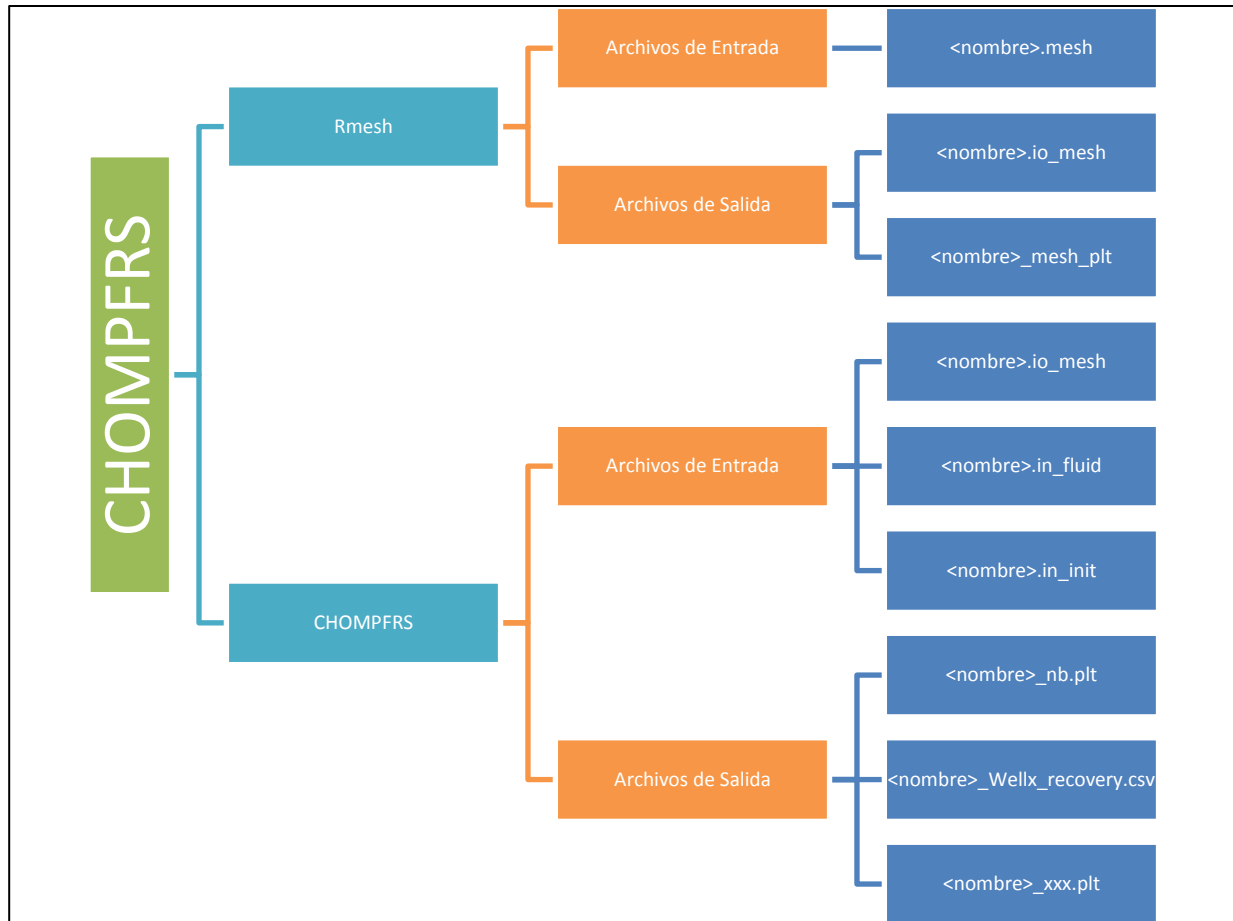 CHOMPFRS
Rmesh
Archivos de Entrada
<nombre>.mesh
Archivos de Salida
<nombre>.io_mesh
<nombre>_mesh_plt
CHOMPFRS
Archivos de Entrada
<nombre>.io_mesh
<nombre>.in_fluid
<nombre>.in_init
Archivos de Salida
<nombre>_nb.plt
<nombre>_Wellx_recovery.csv
<nombre>_xxx.plt